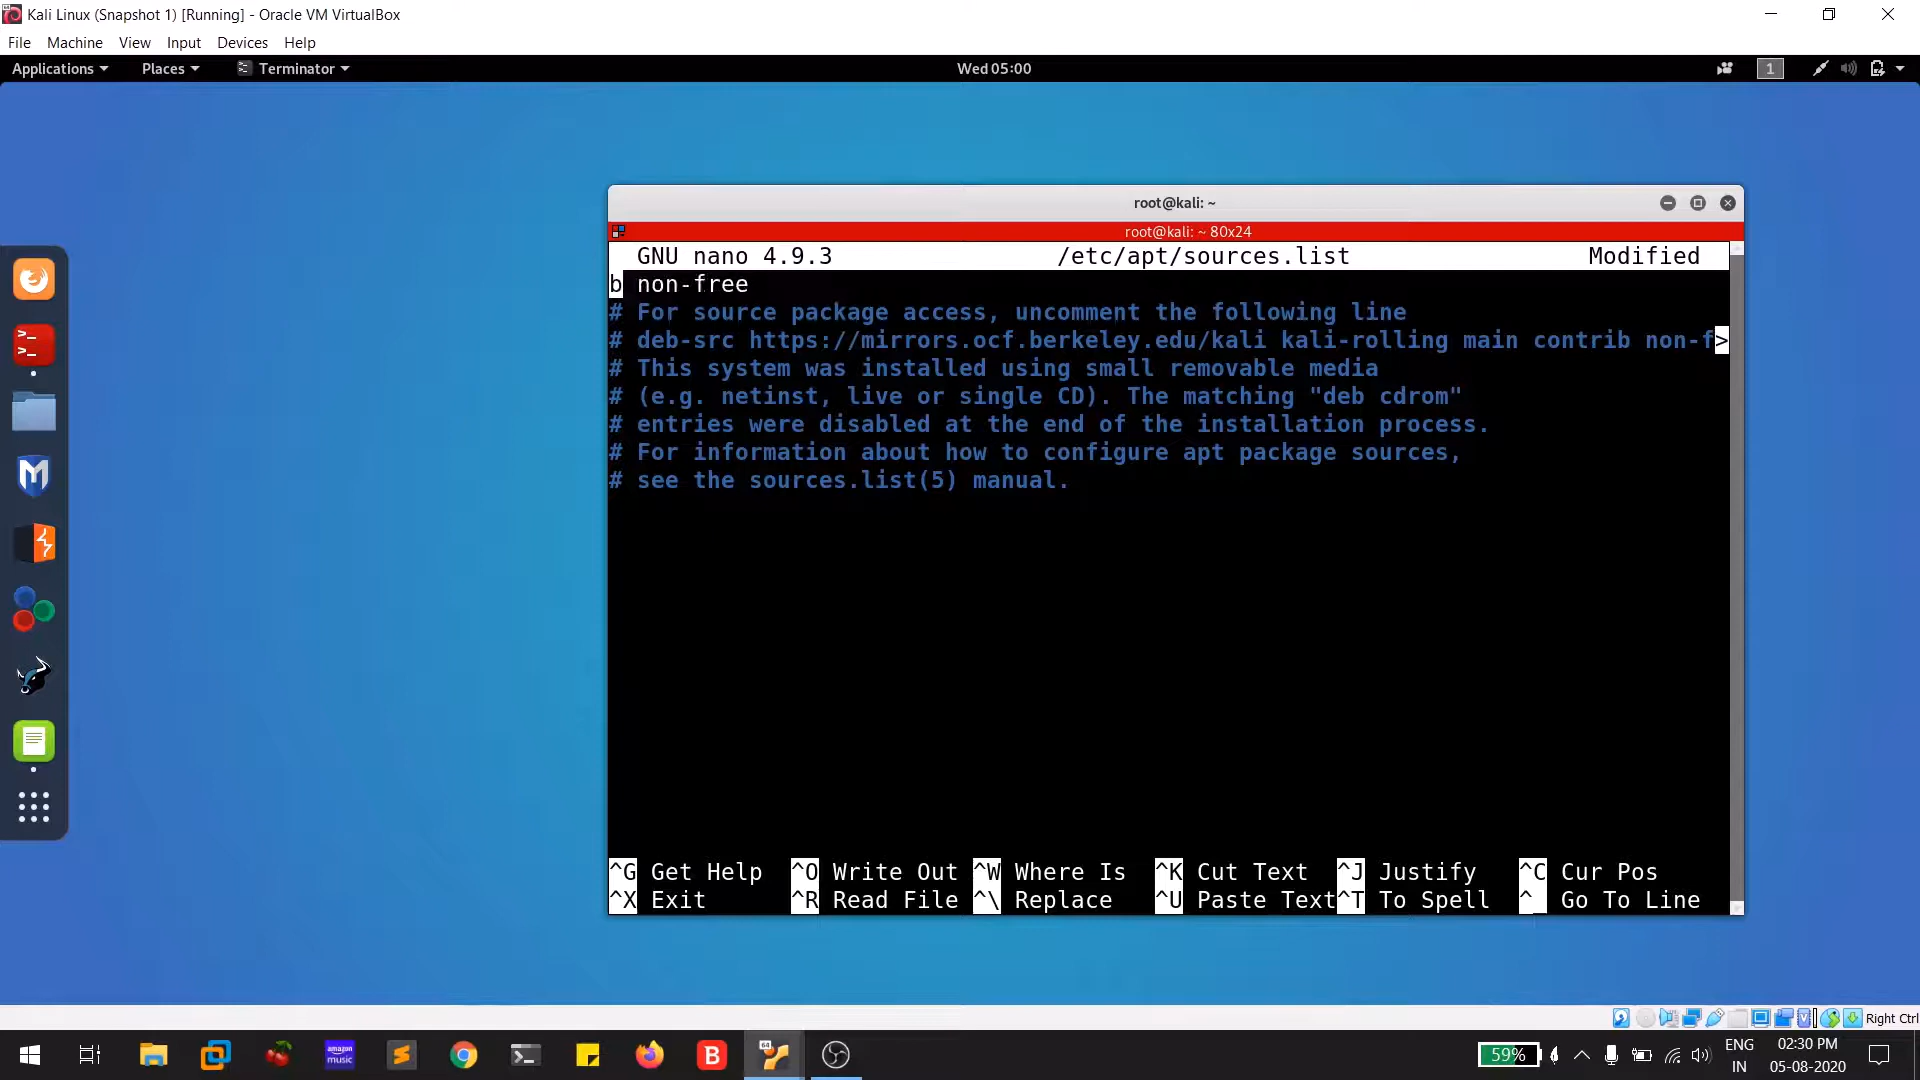 Kali Linux (Snapshot 1) [Running] - Oracle VM VirtualBox
File Machine View Input Devices Help
Applications Places Terminator Wed 05:00 1
root@kali: ~
root@kali: ~ 80x24
GNU nano 4.9.3 /etc/apt/sources.list Modified
b non-free
# For source package access, uncomment the following line
# deb-src https://mirrors.ocf.berkeley.edu/kali kali-rolling main contrib non-f>
# This system was installed using small removable media
# (e.g. netinst, live or single CD). The matching "deb cdrom"
# entries were disabled at the end of the installation process.
# For information about how to configure apt package sources,
# see the sources.list(5) manual.
^G Get Help ^O Write Out ^W Where Is ^K Cut Text ^J Justify ^C Cur Pos
^X Exit ^R Read File ^\ Replace ^U Paste Text^T To Spell ^_ Go To Line
Right Ctrl
amazon music
B
64
59%
ENG
IN
02:30 PM
05-08-2020